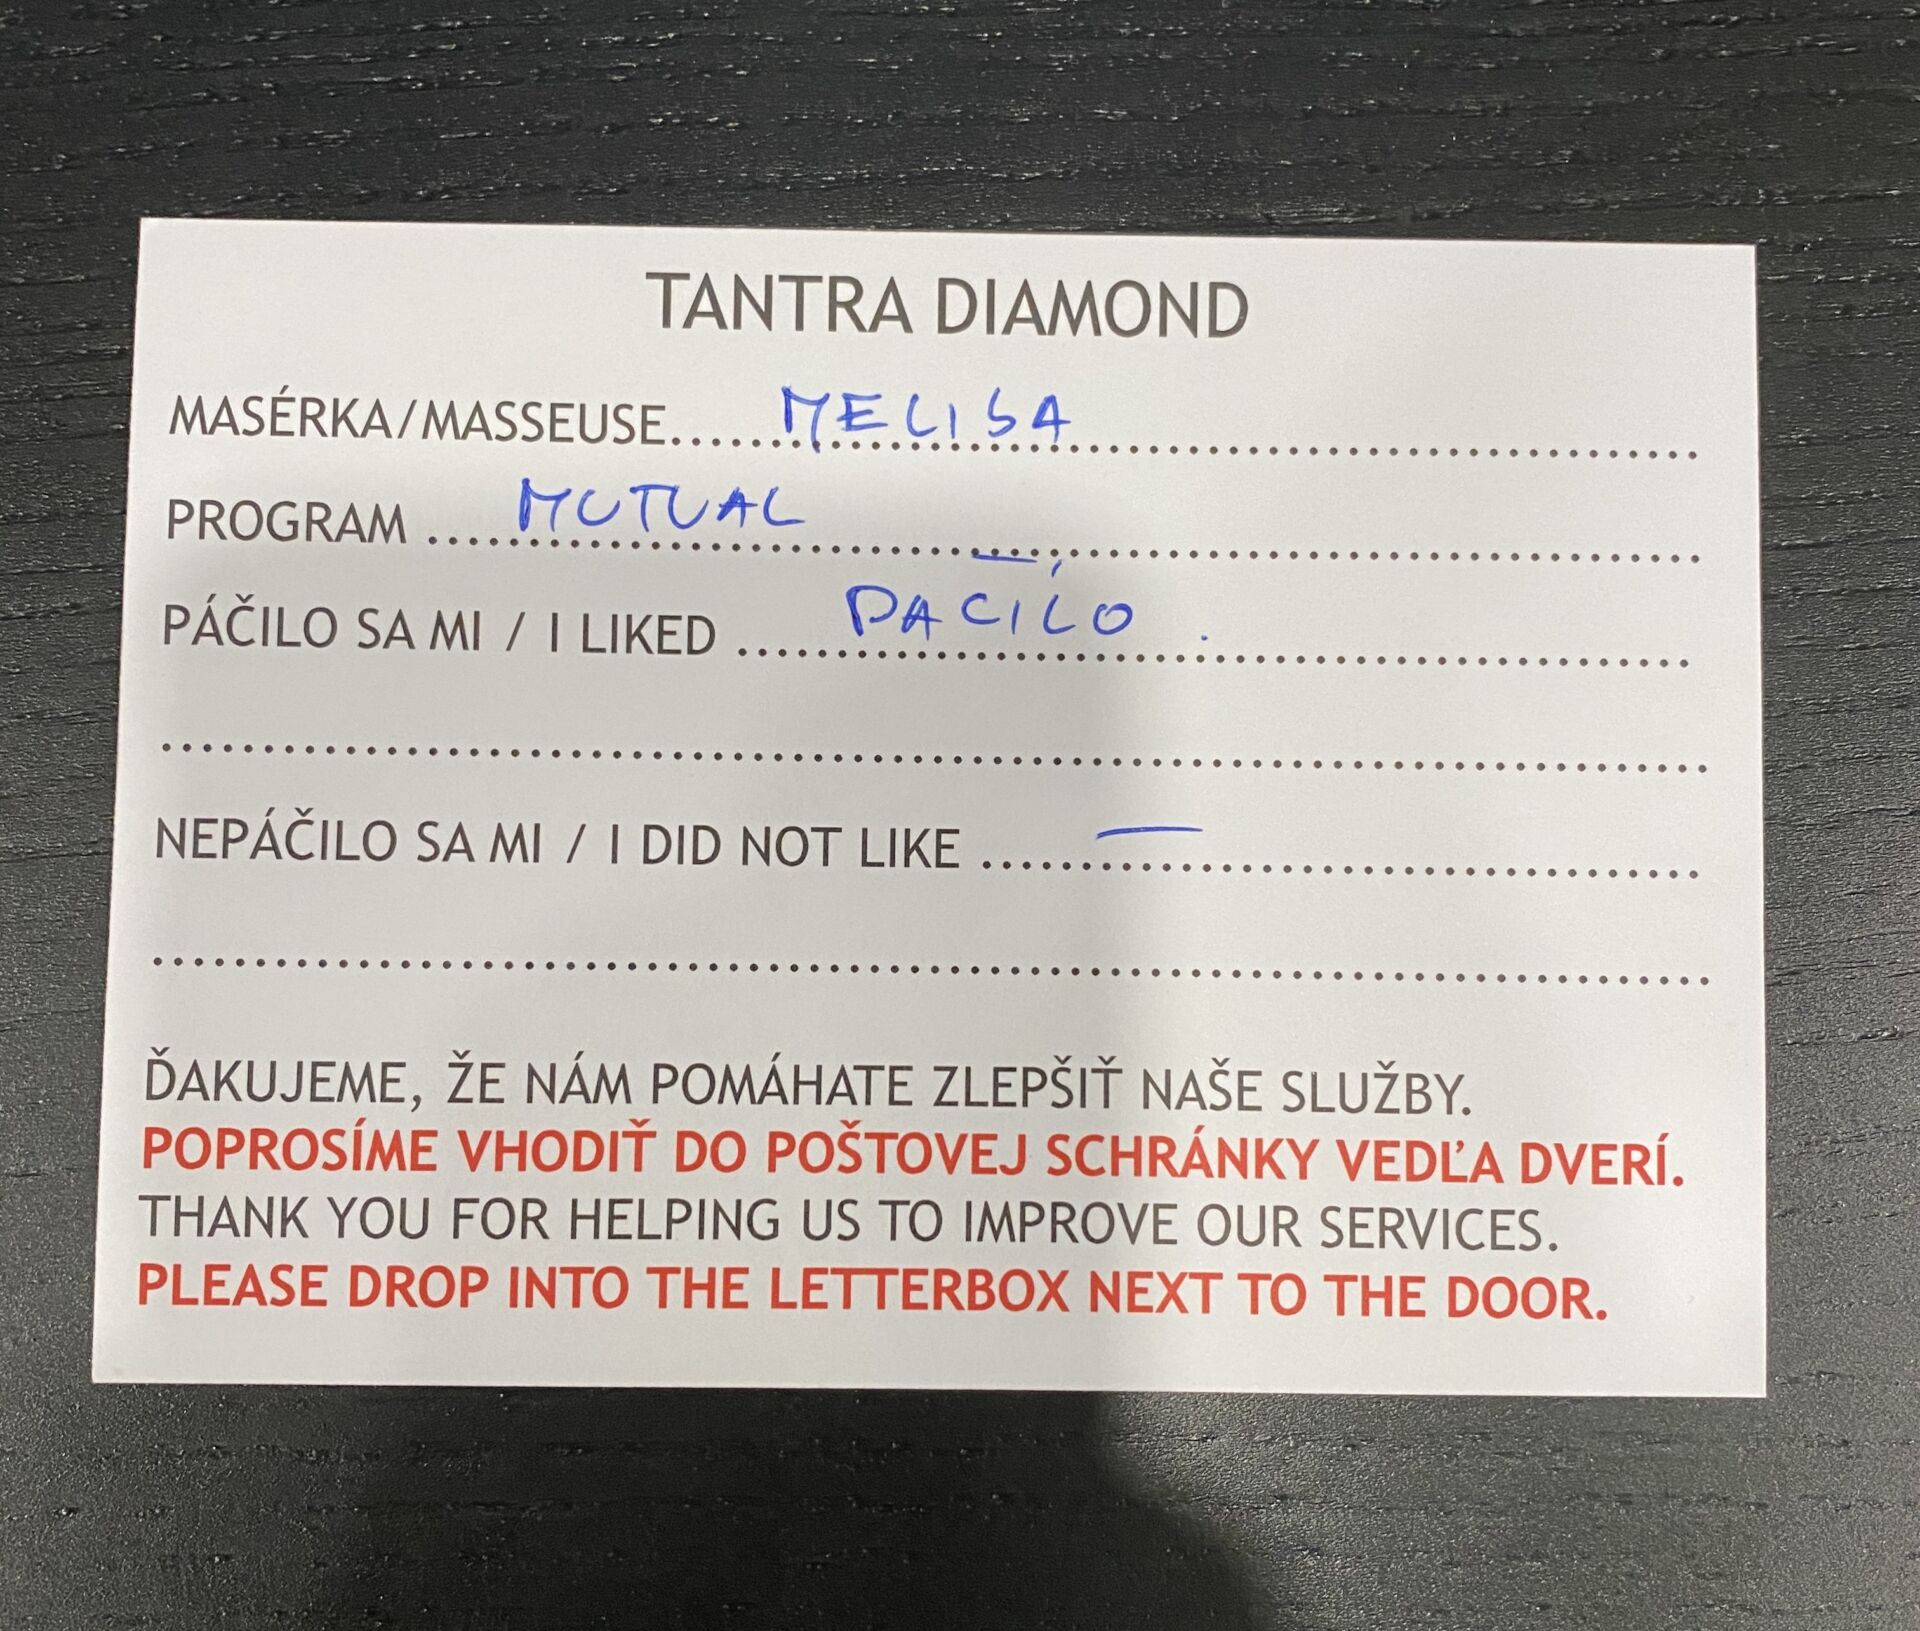 TANTRA DIAMOND
MASÉRKA/MASSEUSE.....MELISA.....
PROGRAM .....MUTUAL.....
PÁČILO SA MI / I LIKED .....PAČILO.....
NEPÁČILO SA MI / I DID NOT LIKE .....—.....
ĎAKUJEME, ŽE NÁM POMÁHATE ZLEPŠIŤ NAŠE SLUŽBY.
POPROSÍME VHODIŤ DO POŠTOVEJ SCHRÁNKY VEDĽA DVERÍ.
THANK YOU FOR HELPING US TO IMPROVE OUR SERVICES.
PLEASE DROP INTO THE LETTERBOX NEXT TO THE DOOR.